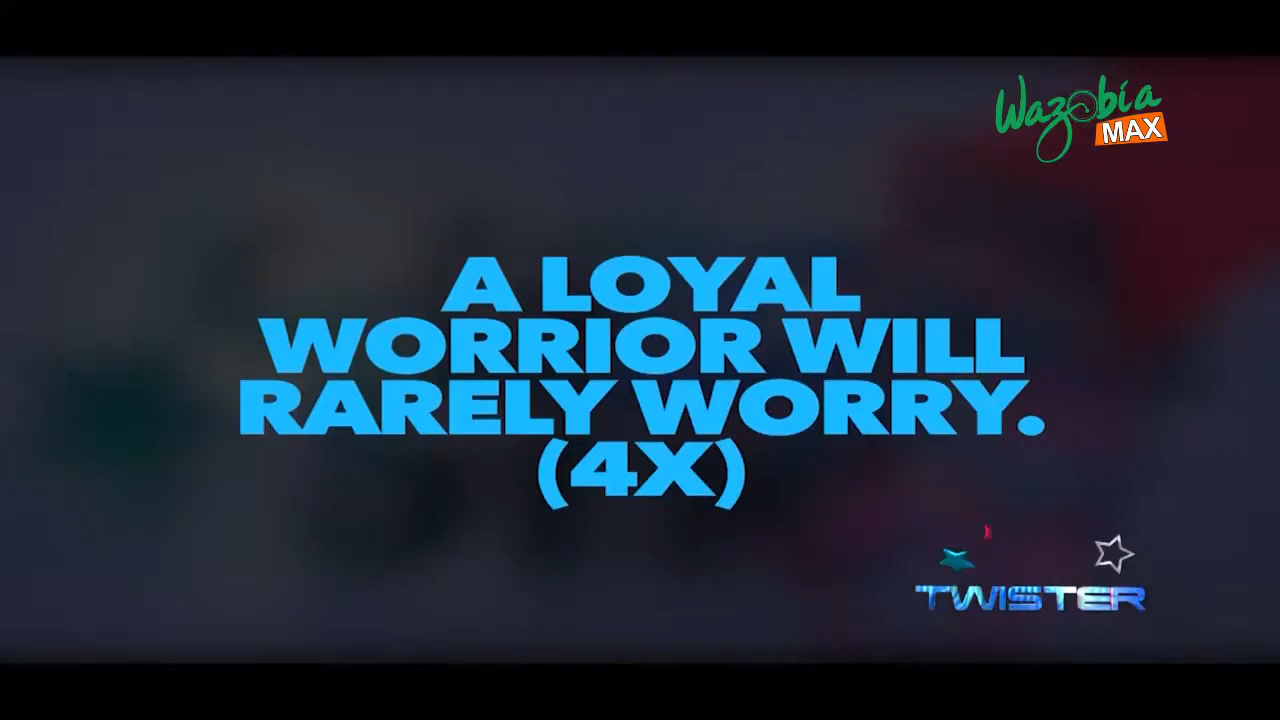 Wazobia
MAX
A LOYAL
WORRIOR WILL
RARELY WORRY.
(4X)
TWISTER